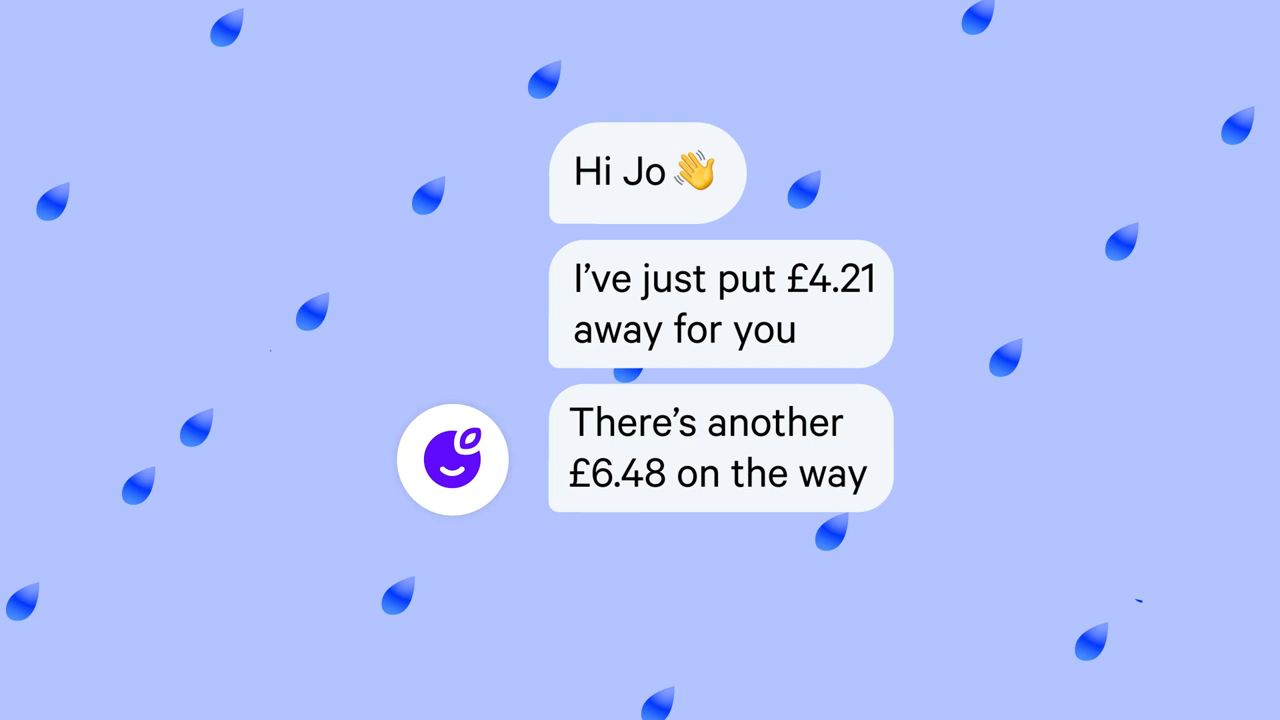 Hi Jo 👋
I’ve just put £4.21
away for you
There’s another
£6.48 on the way